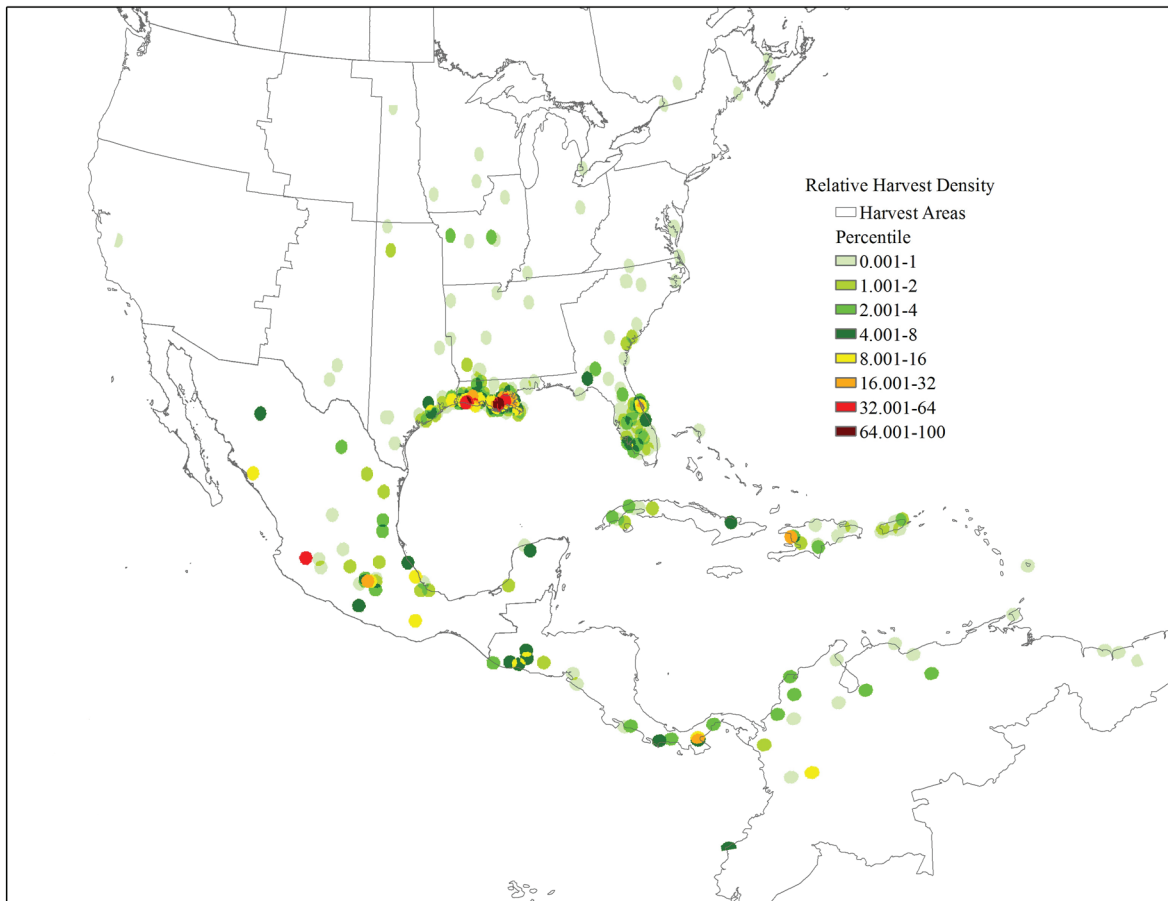 Relative Harvest Density
Harvest Areas
Percentile
0.001-1
1.001-2
2.001-4
4.001-8
8.001-16
16.001-32
32.001-64
64.001-100